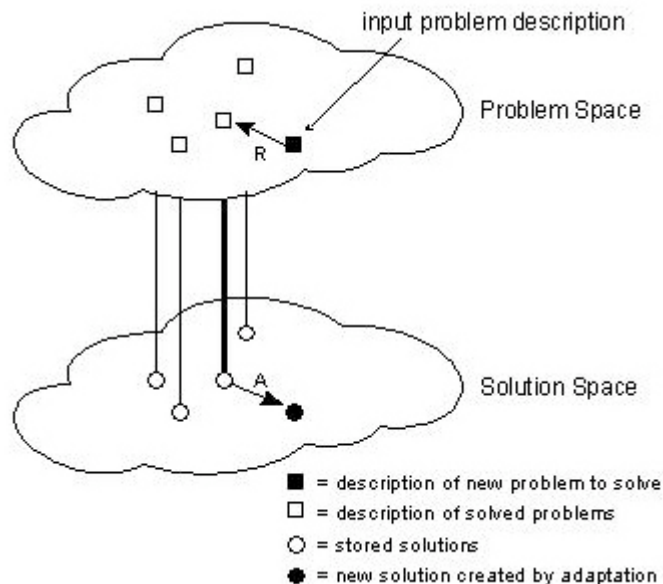 input problem description
Problem Space
R
A
Solution Space
= description of new problem to solve
= description of solved problems
= stored solutions
= new solution created by adaptation